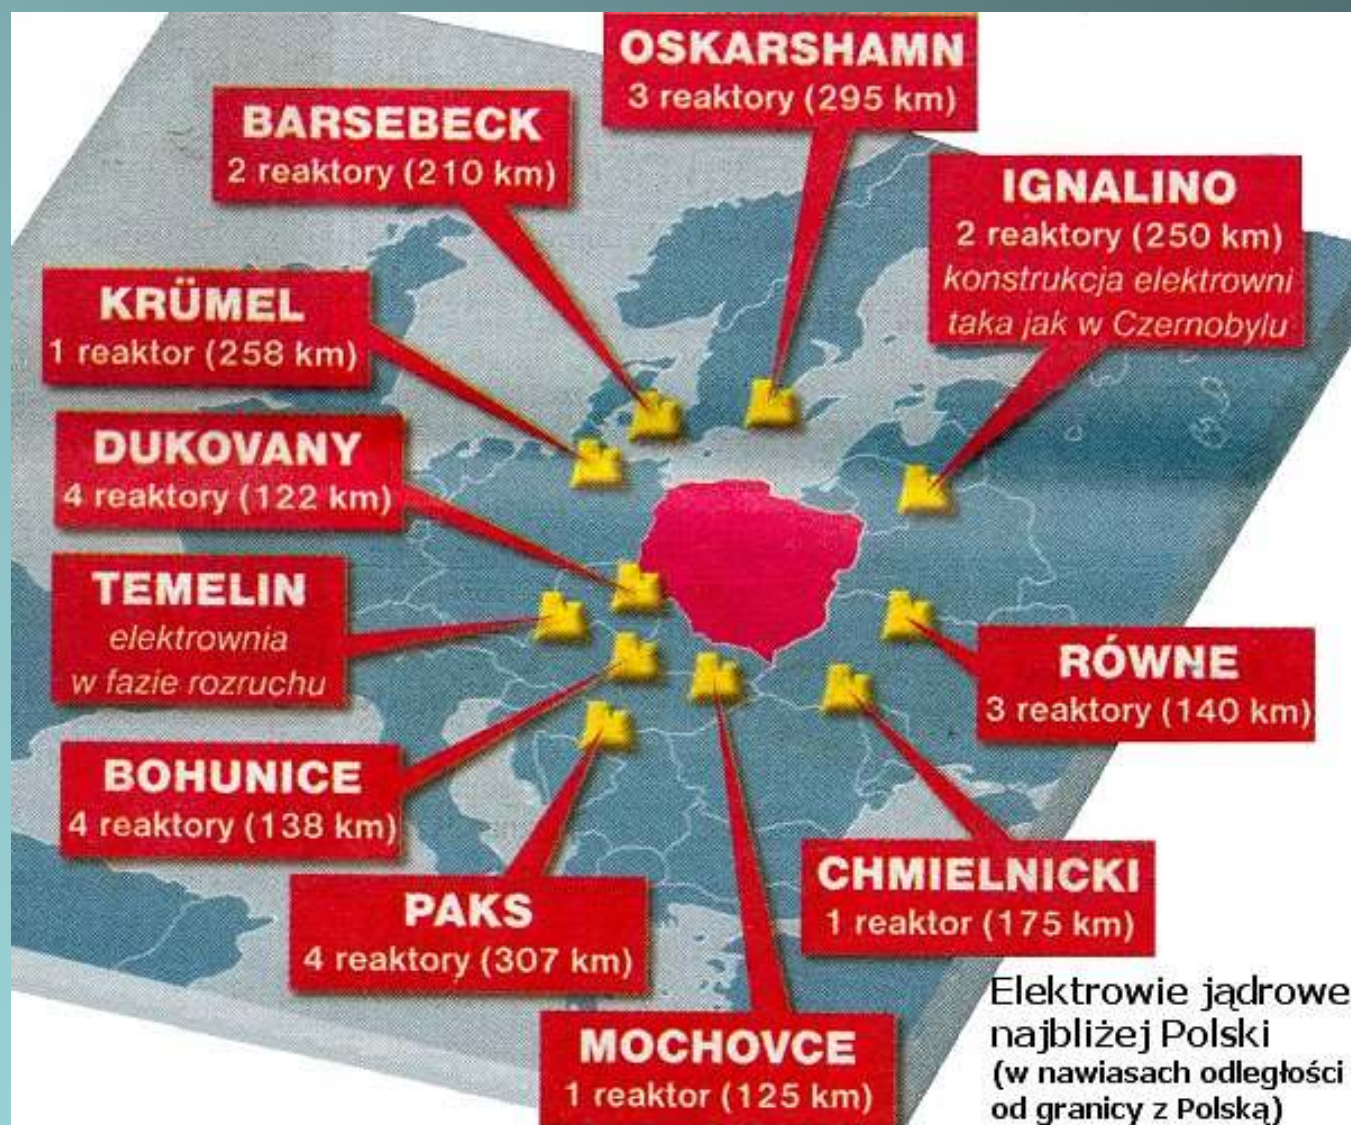 OSKARSHAMN
3 reaktory (295 km)
BARSEBECK
2 reaktory (210 km)
IGNALINO
2 reaktory (250 km)
konstrukcja elektrowni
taka jak w Czernobylu
KRÜMEL
1 reaktor (258 km)
DUKOVANY
4 reaktory (122 km)
TEMELIN
elektrownia
w fazie rozruchu
RÓWNE
3 reaktory (140 km)
BOHUNICE
4 reaktory (138 km)
CHMIELNICKI
1 reaktor (175 km)
PAKS
4 reaktory (307 km)
MOCHOVCE
1 reaktor (125 km)
Elektrowie jądrowe
najbliżej Polski
(w nawiasach odległości
od granicy z Polską)